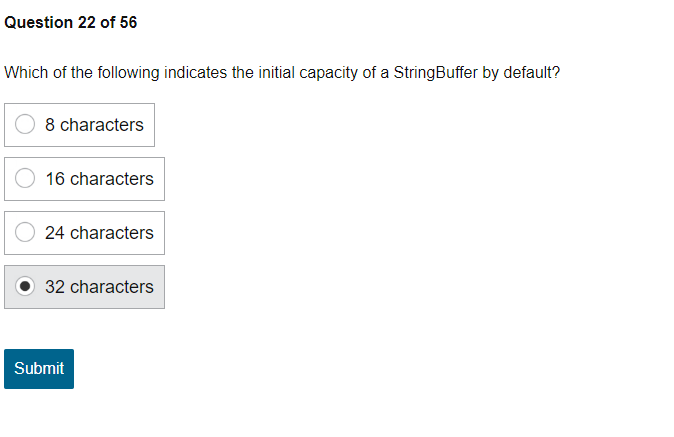 Question 22 of 56
Which of the following indicates the initial capacity of a StringBuffer by default?
8 characters
16 characters
24 characters
32 characters
Submit